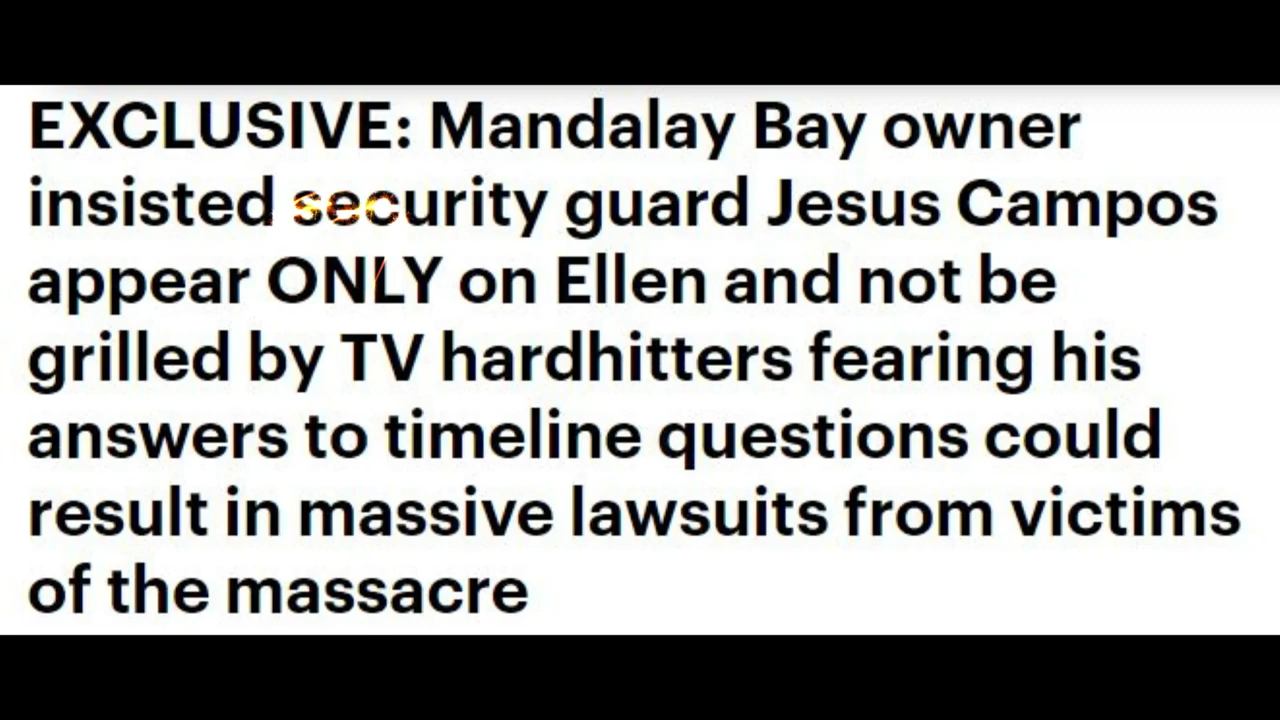 EXCLUSIVE: Mandalay Bay owner
insisted security guard Jesus Campos
appear ONLY on Ellen and not be
grilled by TV hardhitters fearing his
answers to timeline questions could
result in massive lawsuits from victims
of the massacre